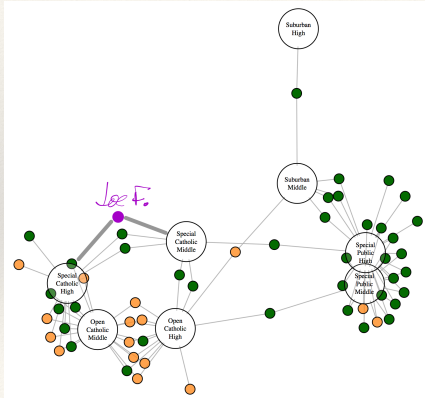 Suburban
High
Suburban
Middle
Joe F.
Special
Catholic
Middle
Special
Public
High
Special
Public
Middle
Special
Catholic
High
Open
Catholic
Middle
Open
Catholic
High